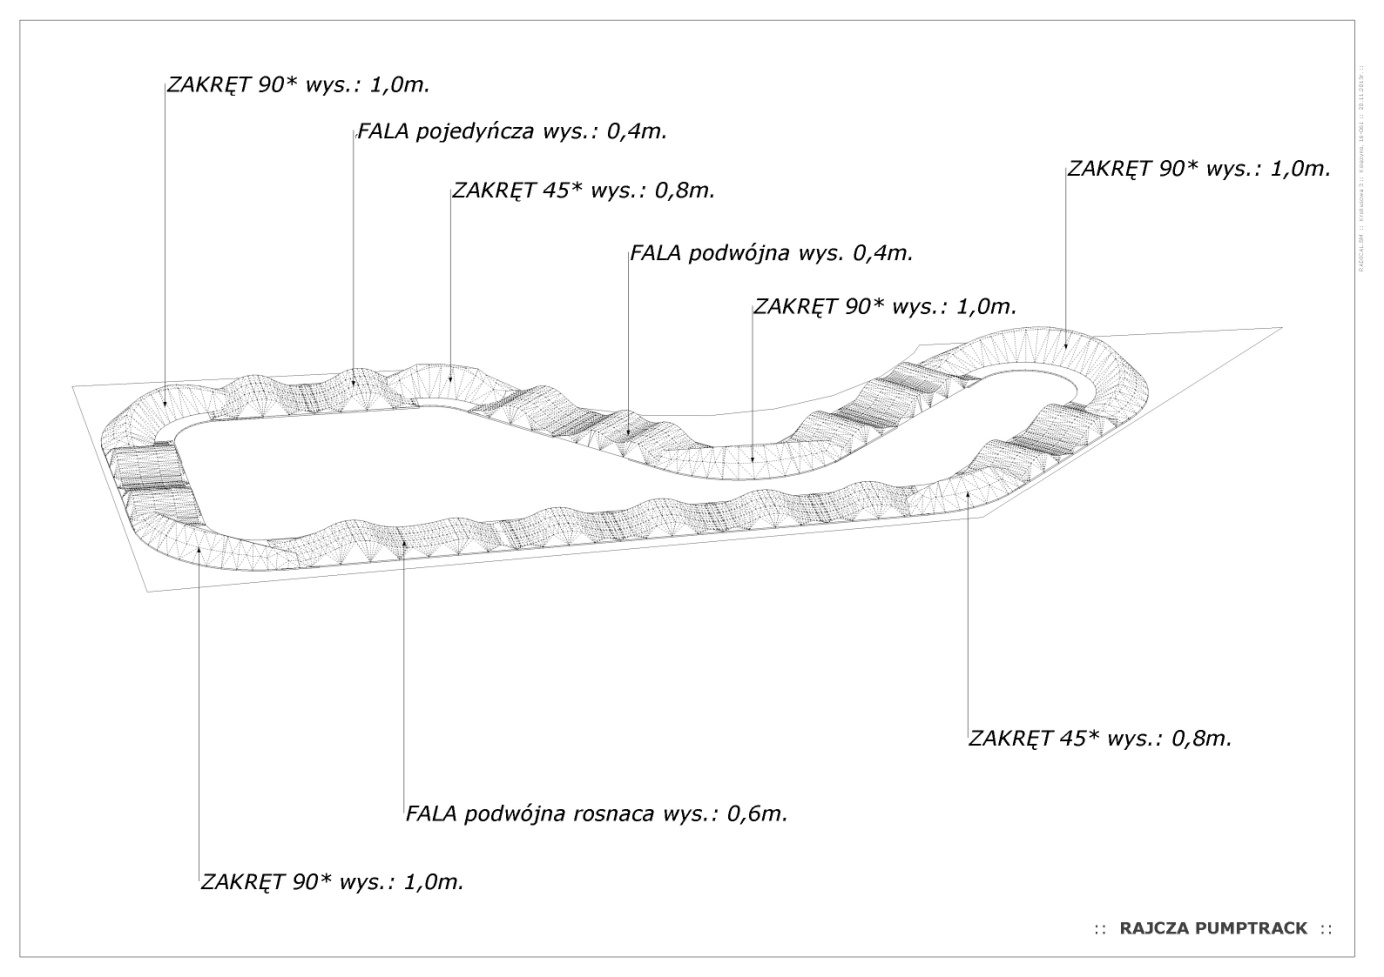 ZAKRĘT 90* wys.: 1,0m.
FALA pojedyńcza wys.: 0,4m.
ZAKRĘT 90* wys.: 1,0m.
ZAKRĘT 45* wys.: 0,8m.
FALA podwójna wys. 0,4m.
ZAKRĘT 90* wys.: 1,0m.
ZAKRĘT 45* wys.: 0,8m.
FALA podwójna rosnaca wys.: 0,6m.
ZAKRĘT 90* wys.: 1,0m.
:: RAJCZA PUMPTRACK ::